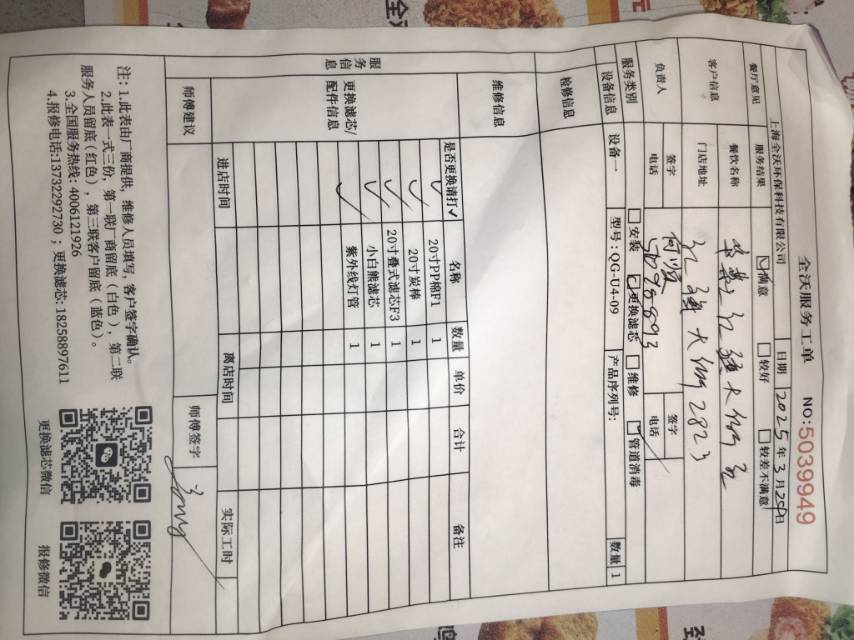 全沃服务工单 NO:5039949
上海全沃环保科技有限公司 日期 2025年3月25日
餐厅意见 服务结果 满意 较好 较差不满意
客户信息 餐饮名称
门店地址 大 2823
负责人 签字 签字
电话 电话
服务类别 安装 更换滤芯 维修 管道消毒
设备信息 设备一 型号:QG-U4-09 产品序列号: 数量 1
检修信息
维修信息
服务信息
更换滤芯/配件信息
是否更换请打✓ 名称 数量 单价 合计 备注
✓ 20寸PP棉F1 1
✓ 20寸炭棒 1
✓ 20寸叠式滤芯F3 1
✓ 小白熊滤芯 1
✓ 紫外线灯管 1
进店时间 离店时间 实际工时
师傅建议 师傅签字
注:1.此表由厂商提供,维修人员填写,客户签字确认。
2.此表一式三份,第一联厂商留底(白色),第二联
服务人员留底(红色),第三联客户留底(蓝色)。
3.全国服务热线:4006121926
4.报修电话:13732292730;更换滤芯:18258897611
更换滤芯微信 报修微信